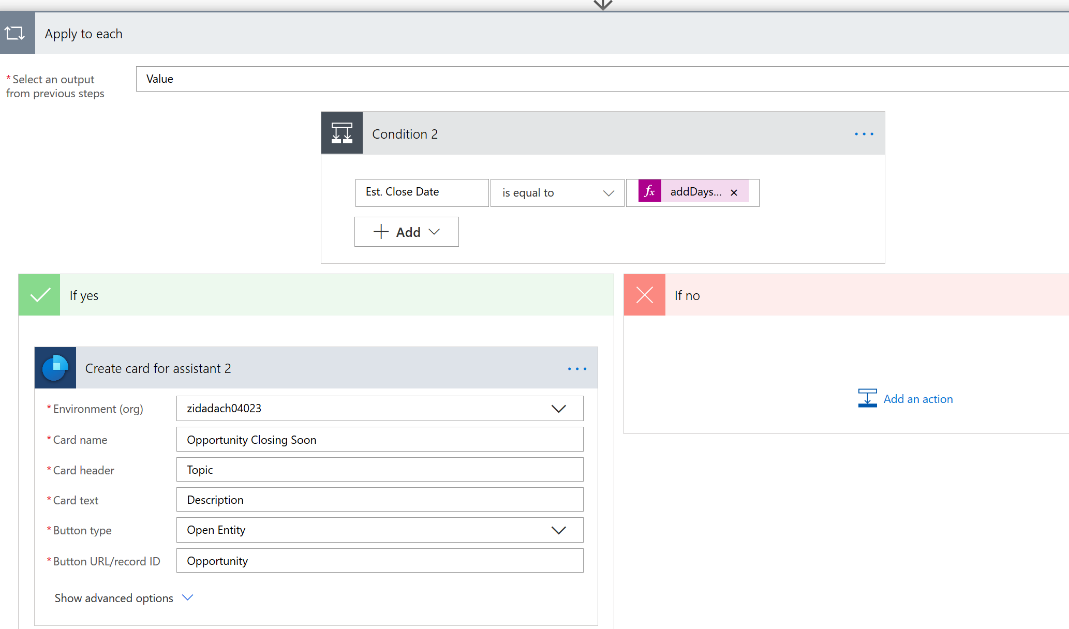 Apply to each
* Select an output
from previous steps
Value
Condition 2
Est. Close Date
is equal to
fx addDays...
Add
If yes
If no
Create card for assistant 2
Add an action
* Environment (org)
zidadach04023
* Card name
Opportunity Closing Soon
* Card header
Topic
* Card text
Description
* Button type
Open Entity
* Button URL/record ID
Opportunity
Show advanced options